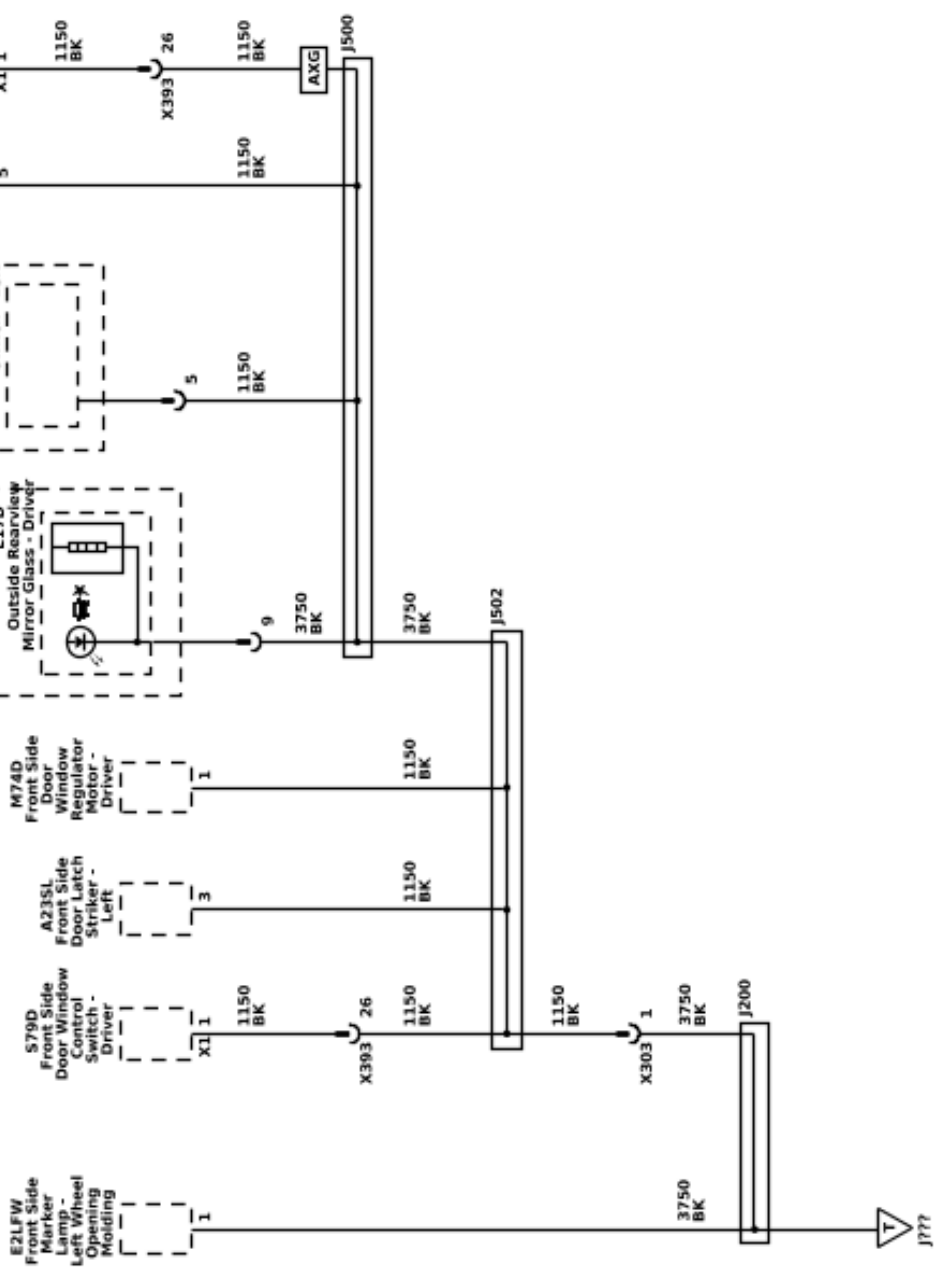 1150
BK
26
X393
1150
BK
AXG
J500
1150
BK
5
1150
BK
Outside Rearview
Mirror Glass - Driver
9
3750
BK
3750
BK
J502
M74D
Front Side
Door
Window
Regulator
Motor -
Driver
1
1150
BK
A23SL
Front Side
Door Latch
Striker -
Left
3
1150
BK
S79D
Front Side
Door Window
Control
Switch -
Driver
1
X1
1150
BK
26
X393
1150
BK
1150
BK
1
X303
3750
BK
J200
E2LFW
Front Side
Marker
Lamp -
Left Wheel
Opening
Molding
1
3750
BK
T
J???